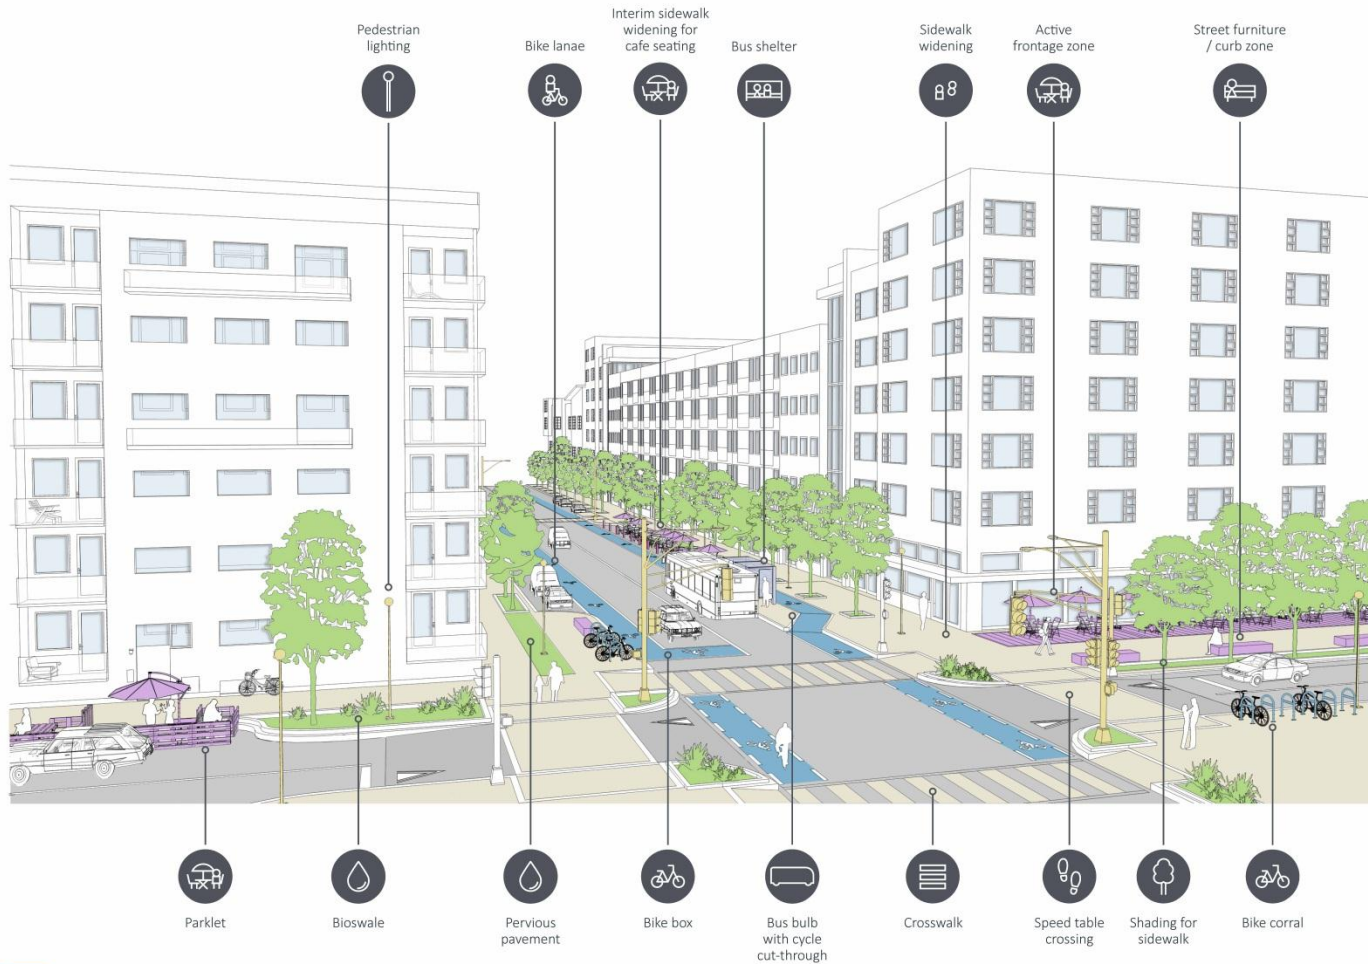 Pedestrian
lighting
Bike lanae
Interim sidewalk
widening for
cafe seating
Bus shelter
Sidewalk
widening
Active
frontage zone
Street furniture
/ curb zone
Parklet
Bioswale
Pervious
pavement
Bike box
Bus bulb
with cycle
cut-through
Crosswalk
Speed table
crossing
Shading for
sidewalk
Bike corral